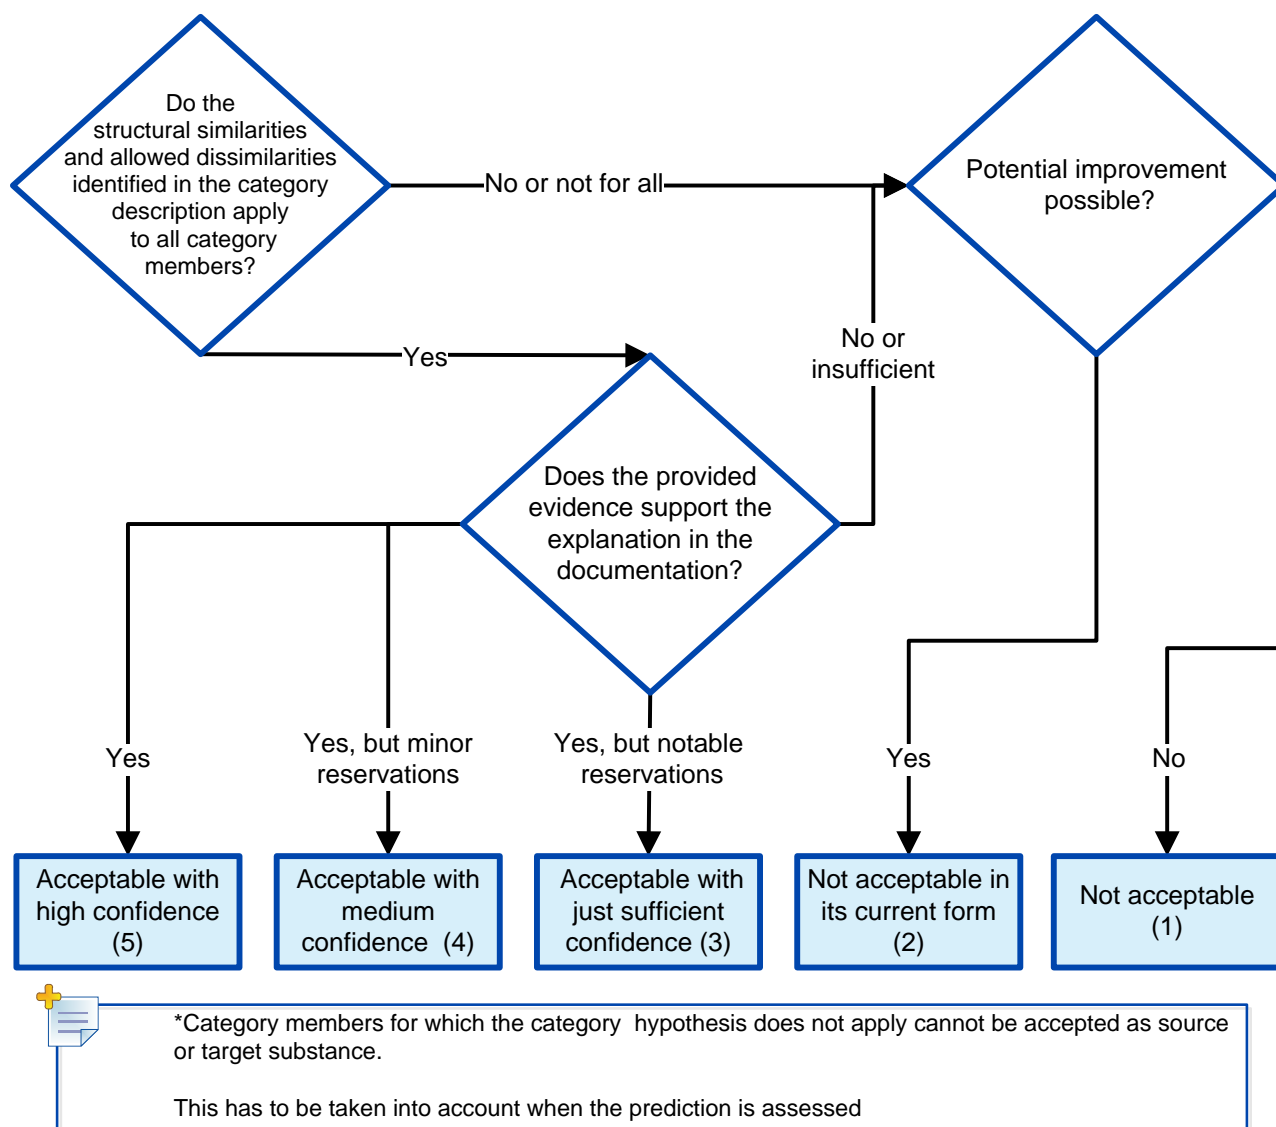 Do the
structural similarities
and allowed dissimilarities
identified in the category
description apply
to all category
members?
No or not for all
Potential improvement
possible?
Yes
No or
insufficient
Does the provided
evidence support the
explanation in the
documentation?
Yes
Yes, but minor
reservations
Yes, but notable
reservations
Yes
No
Acceptable with
high confidence
(5)
Acceptable with
medium
confidence (4)
Acceptable with
just sufficient
confidence (3)
Not acceptable in
its current form
(2)
Not acceptable
(1)
*Category members for which the category hypothesis does not apply cannot be accepted as source
or target substance.
This has to be taken into account when the prediction is assessed